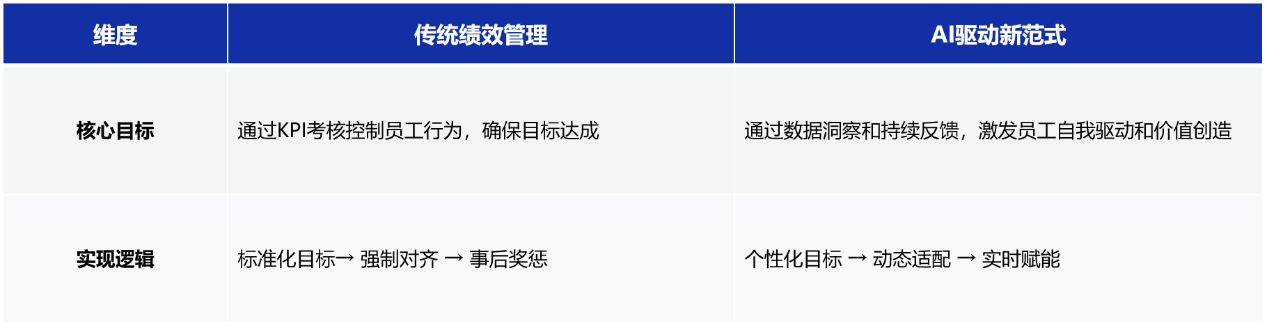 维度 传统绩效管理 AI驱动新范式
核心目标 通过KPI考核控制员工行为，确保目标达成 通过数据洞察和持续反馈，激发员工自我驱动和价值创造
实现逻辑 标准化目标→ 强制对齐 → 事后奖惩 个性化目标 → 动态适配 → 实时赋能